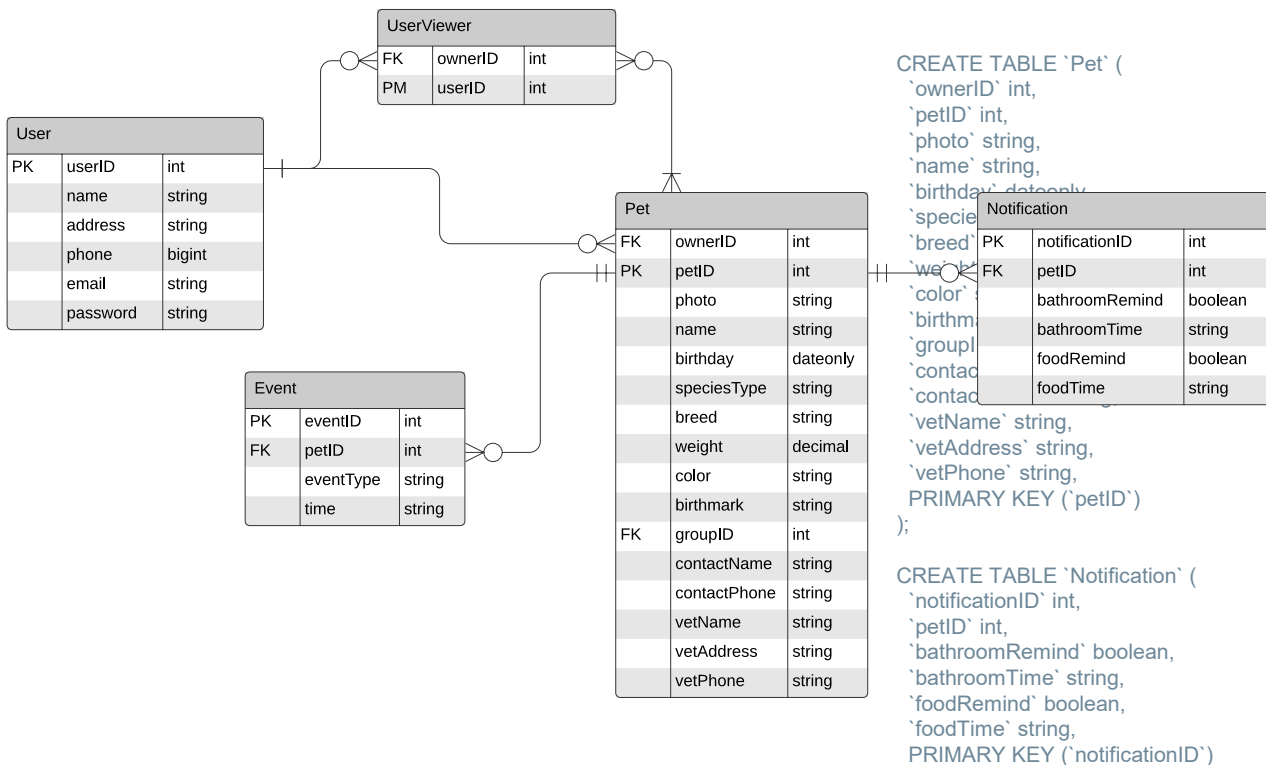 UserViewer
FK ownerID int
PM userID int
User
PK userID int
name string
address string
phone bigint
email string
password string
Event
PK eventID int
FK petID int
eventType string
time string
Pet
FK ownerID int
PK petID int
photo string
name string
birthday dateonly
speciesType string
breed string
weight decimal
color string
birthmark string
FK groupID int
contactName string
contactPhone string
vetName string
vetAddress string
vetPhone string
Notification
PK notificationID int
FK petID int
bathroomRemind boolean
bathroomTime string
foodRemind boolean
foodTime string
CREATE TABLE `Pet` (
`ownerID` int,
`petID` int,
`photo` string,
`name` string,
`birthday` dateonly
`breed`
`color`
`vetName` string,
`vetAddress` string,
`vetPhone` string,
PRIMARY KEY (`petID`)
);
CREATE TABLE `Notification` (
`notificationID` int,
`petID` int,
`bathroomRemind` boolean,
`bathroomTime` string,
`foodRemind` boolean,
`foodTime` string,
PRIMARY KEY (`notificationID`)